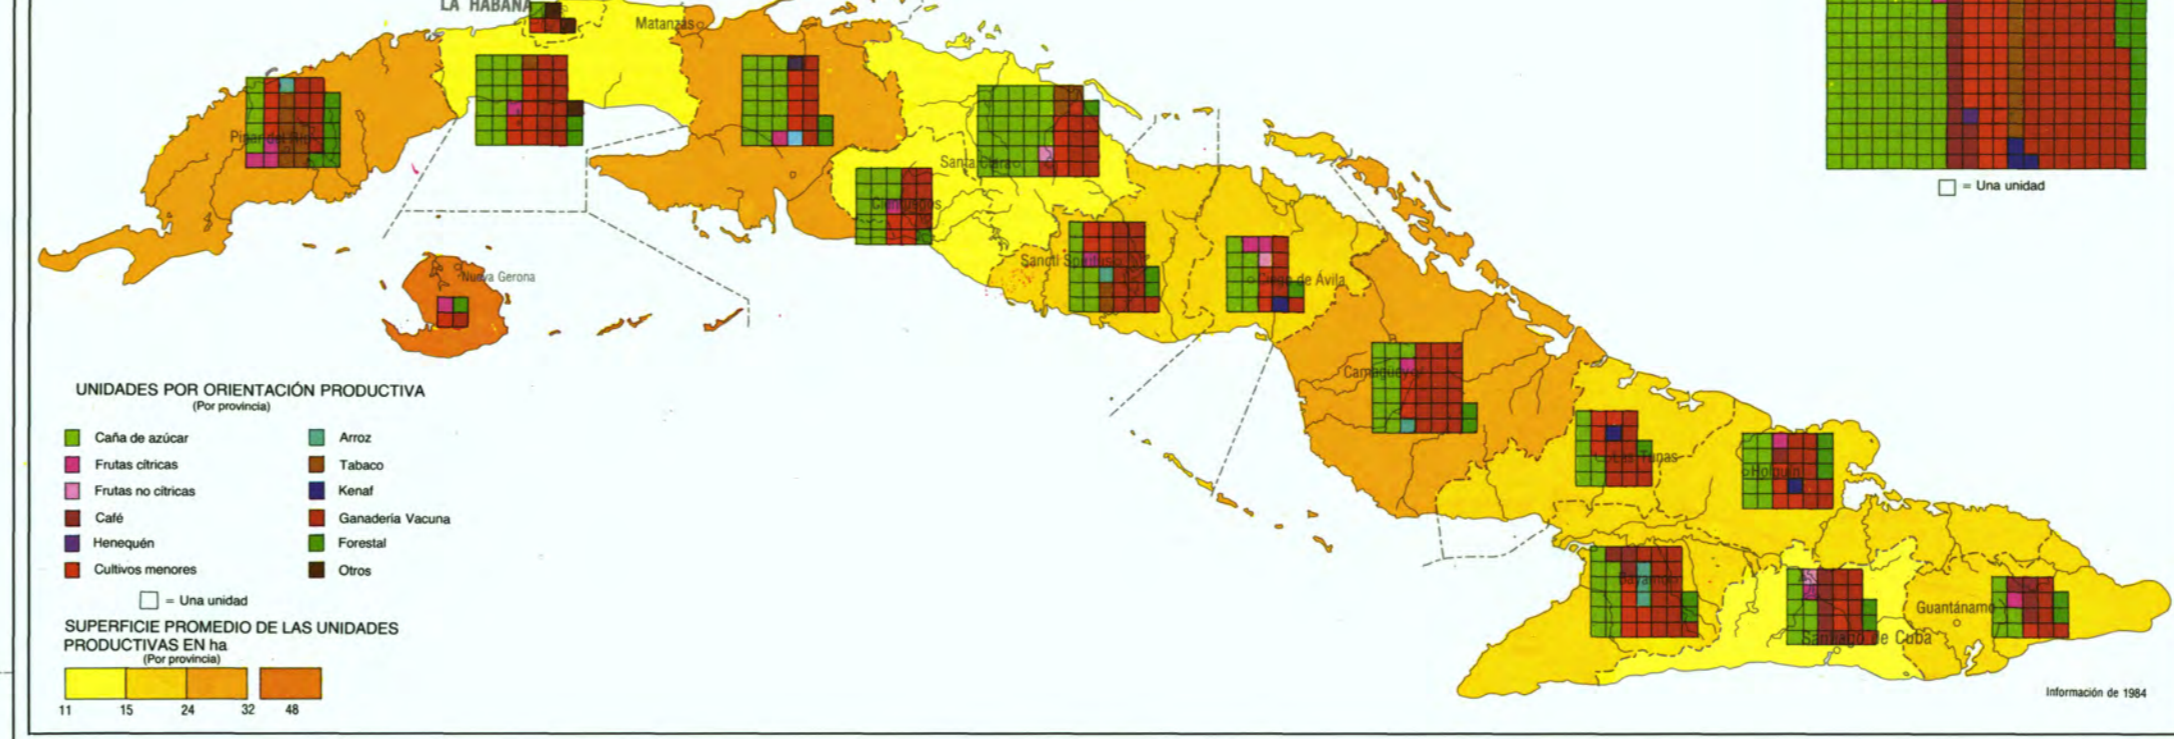 LA HABANA
Matanzas
Pinar del Río
Santa Clara
Cienfuegos
= Una unidad
Sancti Spíritus
Ciego de Ávila
Nueva Gerona
Camagüey
UNIDADES POR ORIENTACIÓN PRODUCTIVA
(Por provincia)
Caña de azúcar
Arroz
Frutas cítricas
Tabaco
Frutas no cítricas
Kenaf
Café
Ganadería Vacuna
Henequén
Forestal
Cultivos menores
Otros
= Una unidad
Las Tunas
Holguín
Bayamo
Guantánamo
Santiago de Cuba
SUPERFICIE PROMEDIO DE LAS UNIDADES
PRODUCTIVAS EN ha
(Por provincia)
11 15 24 32 48
Información de 1984